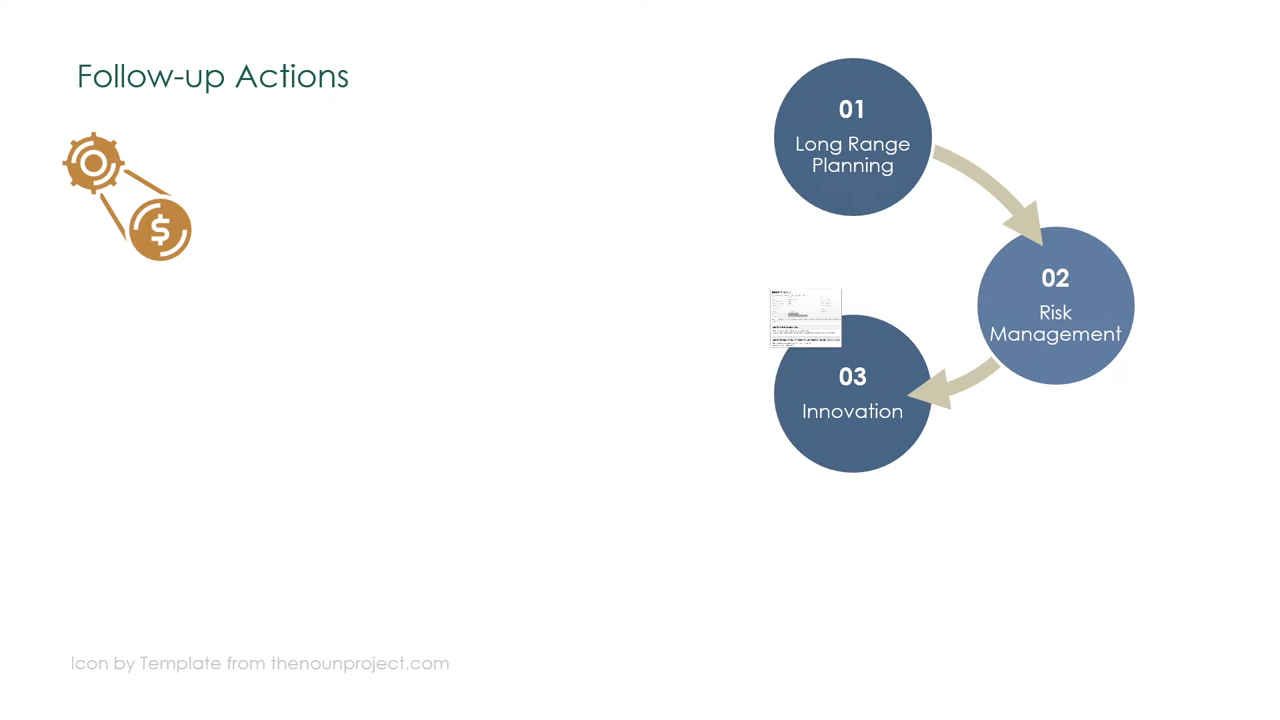 Follow-up Actions
01
Long Range
Planning
02
Risk
Management
03
Innovation
$
Icon by Template from thenounproject.com